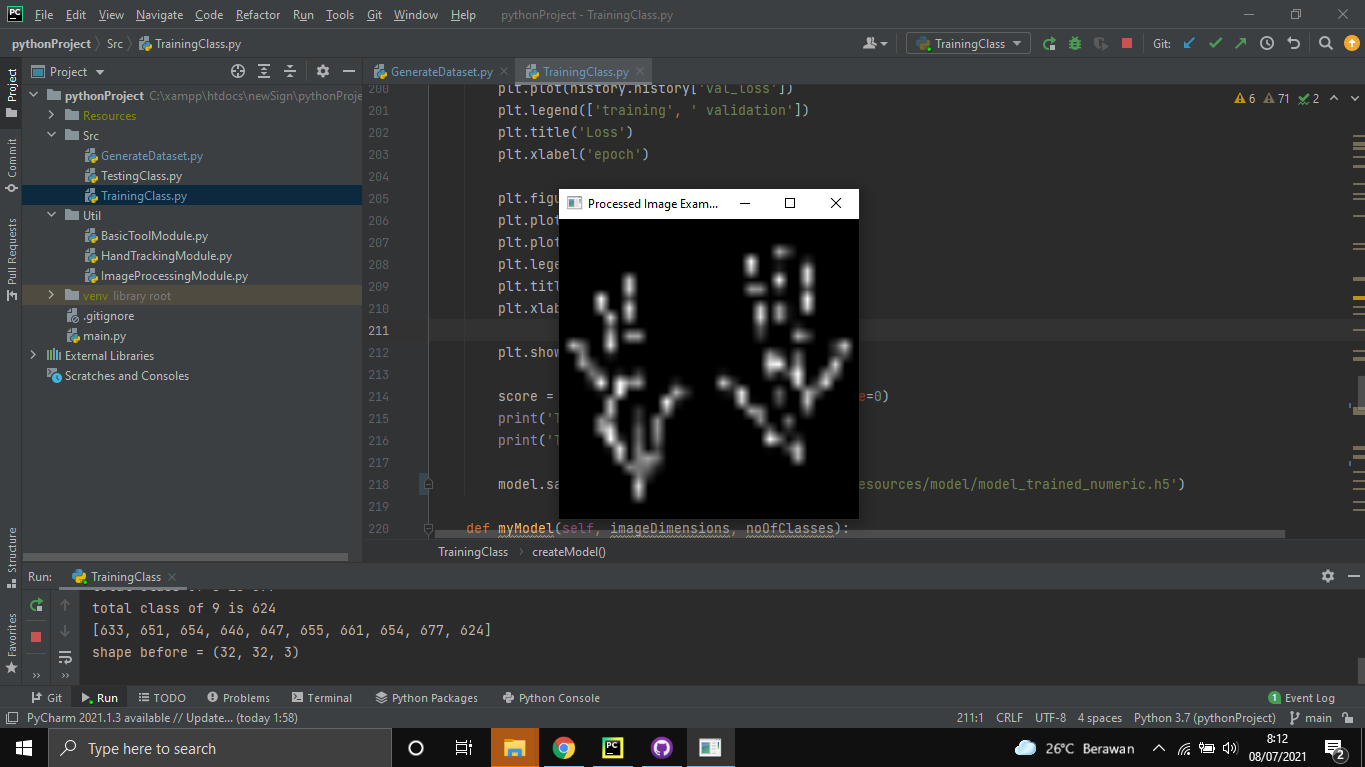 PC File Edit View Navigate Code Refactor Run Tools Git Window Help pythonProject - TrainingClass.py
pythonProject Src TrainingClass.py TrainingClass Git:
Project GenerateDataset.py TrainingClass.py
pythonProject C:\xampp\htdocs\newSign\pythonProje
Resources
Src
GenerateDataset.py
TestingClass.py
TrainingClass.py
Util
BasicToolModule.py
HandTrackingModule.py
ImageProcessingModule.py
venv library root
.gitignore
main.py
External Libraries
Scratches and Consoles
Project
Commit
Pull Requests
Structure
Favorites
6 71 2
200 plt.plot(history.history['val_loss'])
201 plt.legend(['training', ' validation'])
202 plt.title('Loss')
203 plt.xlabel('epoch')
204
205 plt.figu
206 plt.plot
207 plt.plot
208 plt.lege
209 plt.titl
210 plt.xlab
211
212 plt.show
213
214 score = e=0)
215 print('T
216 print('T
217
218 model.sa esources/model/model_trained_numeric.h5')
219
220 def myModel(self, imageDimensions, noOfClasses):
Processed Image Exam...
TrainingClass createModel()
Run: TrainingClass
total class of 9 is 624
[633, 651, 654, 646, 647, 655, 661, 654, 677, 624]
shape before = (32, 32, 3)
Git Run TODO Problems Terminal Python Packages Python Console 1 Event Log
PyCharm 2021.1.3 available // Update... (today 1:58) 211:1 CRLF UTF-8 4 spaces Python 3.7 (pythonProject) main
Type here to search PC 26°C Berawan 8:12
08/07/2021 2